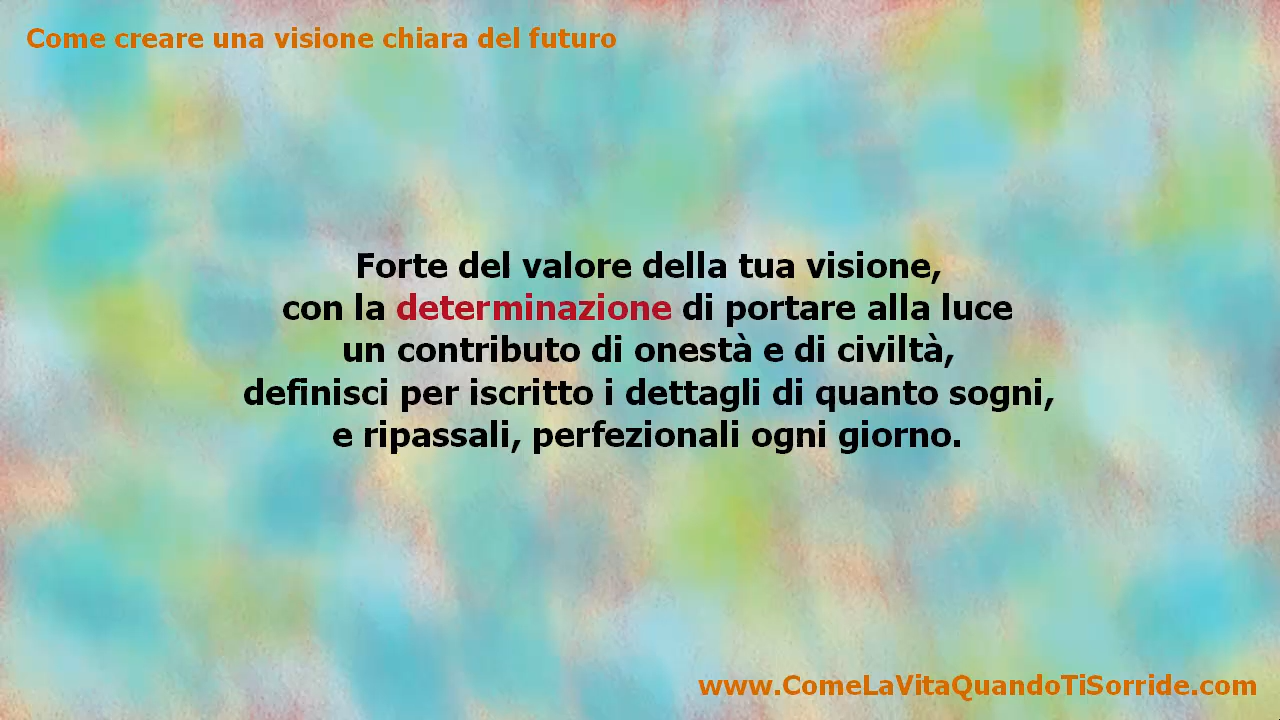 Come creare una visione chiara del futuro
Forte del valore della tua visione,
con la determinazione di portare alla luce
un contributo di onestà e di civiltà,
definisci per iscritto i dettagli di quanto sogni,
e ripassali, perfezionali ogni giorno.
www.ComeLaVitaQuandoTiSorride.com